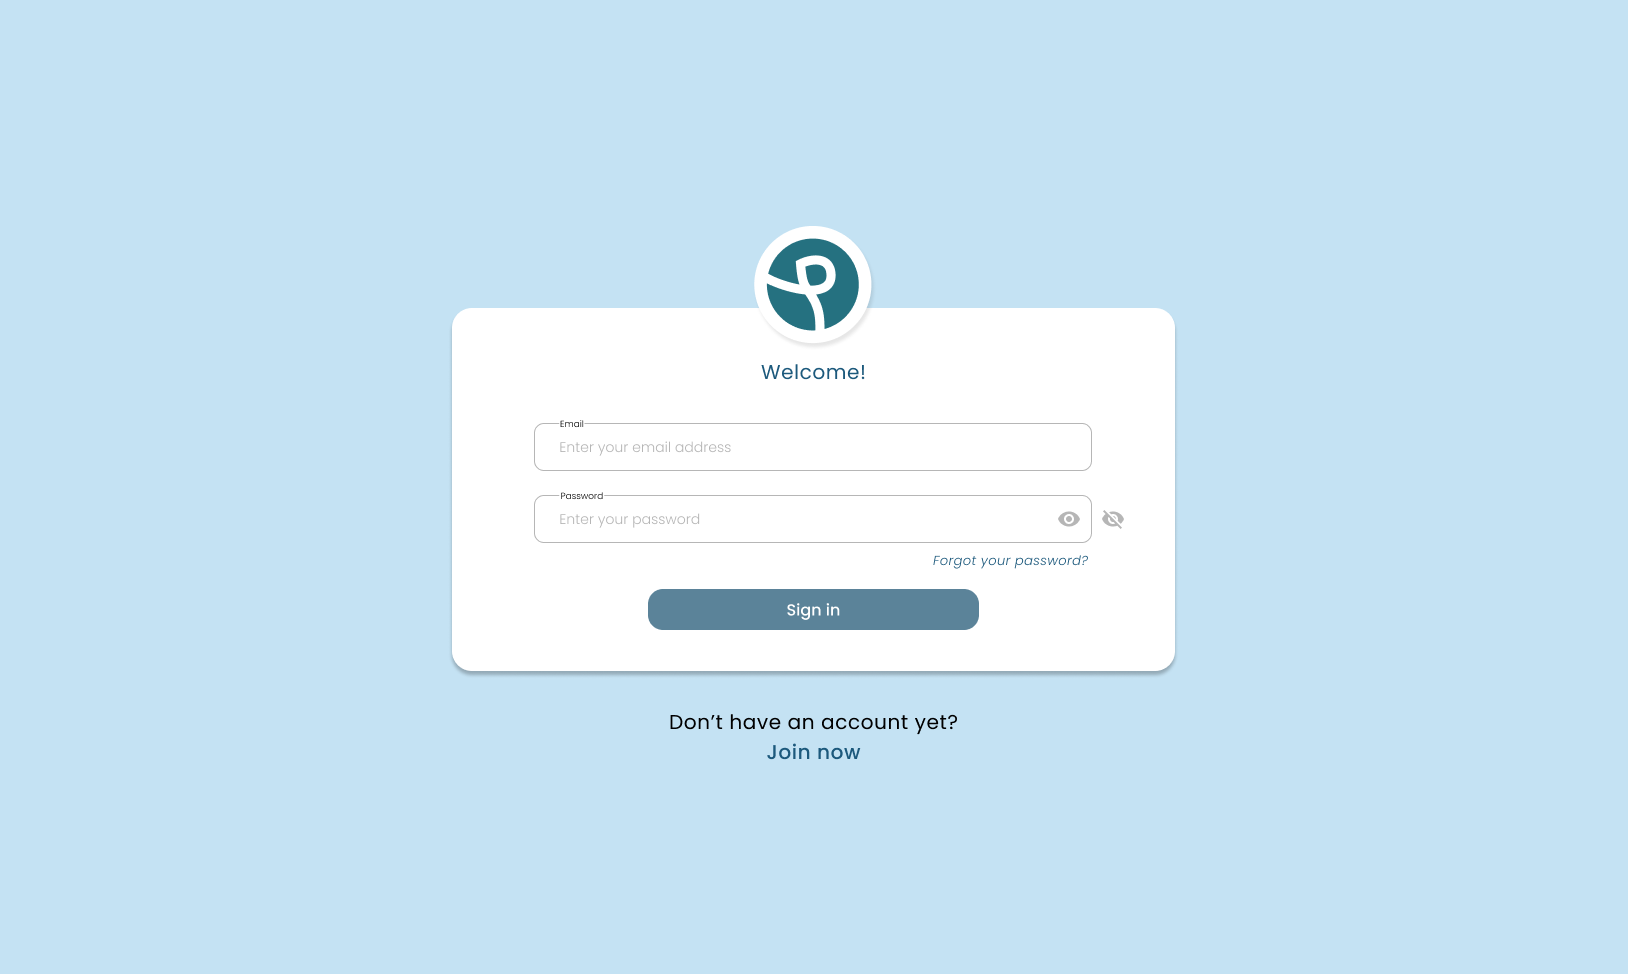 Welcome!
Email
Enter your email address
Password
Enter your password
Forgot your password?
Sign in
Don’t have an account yet?
Join now